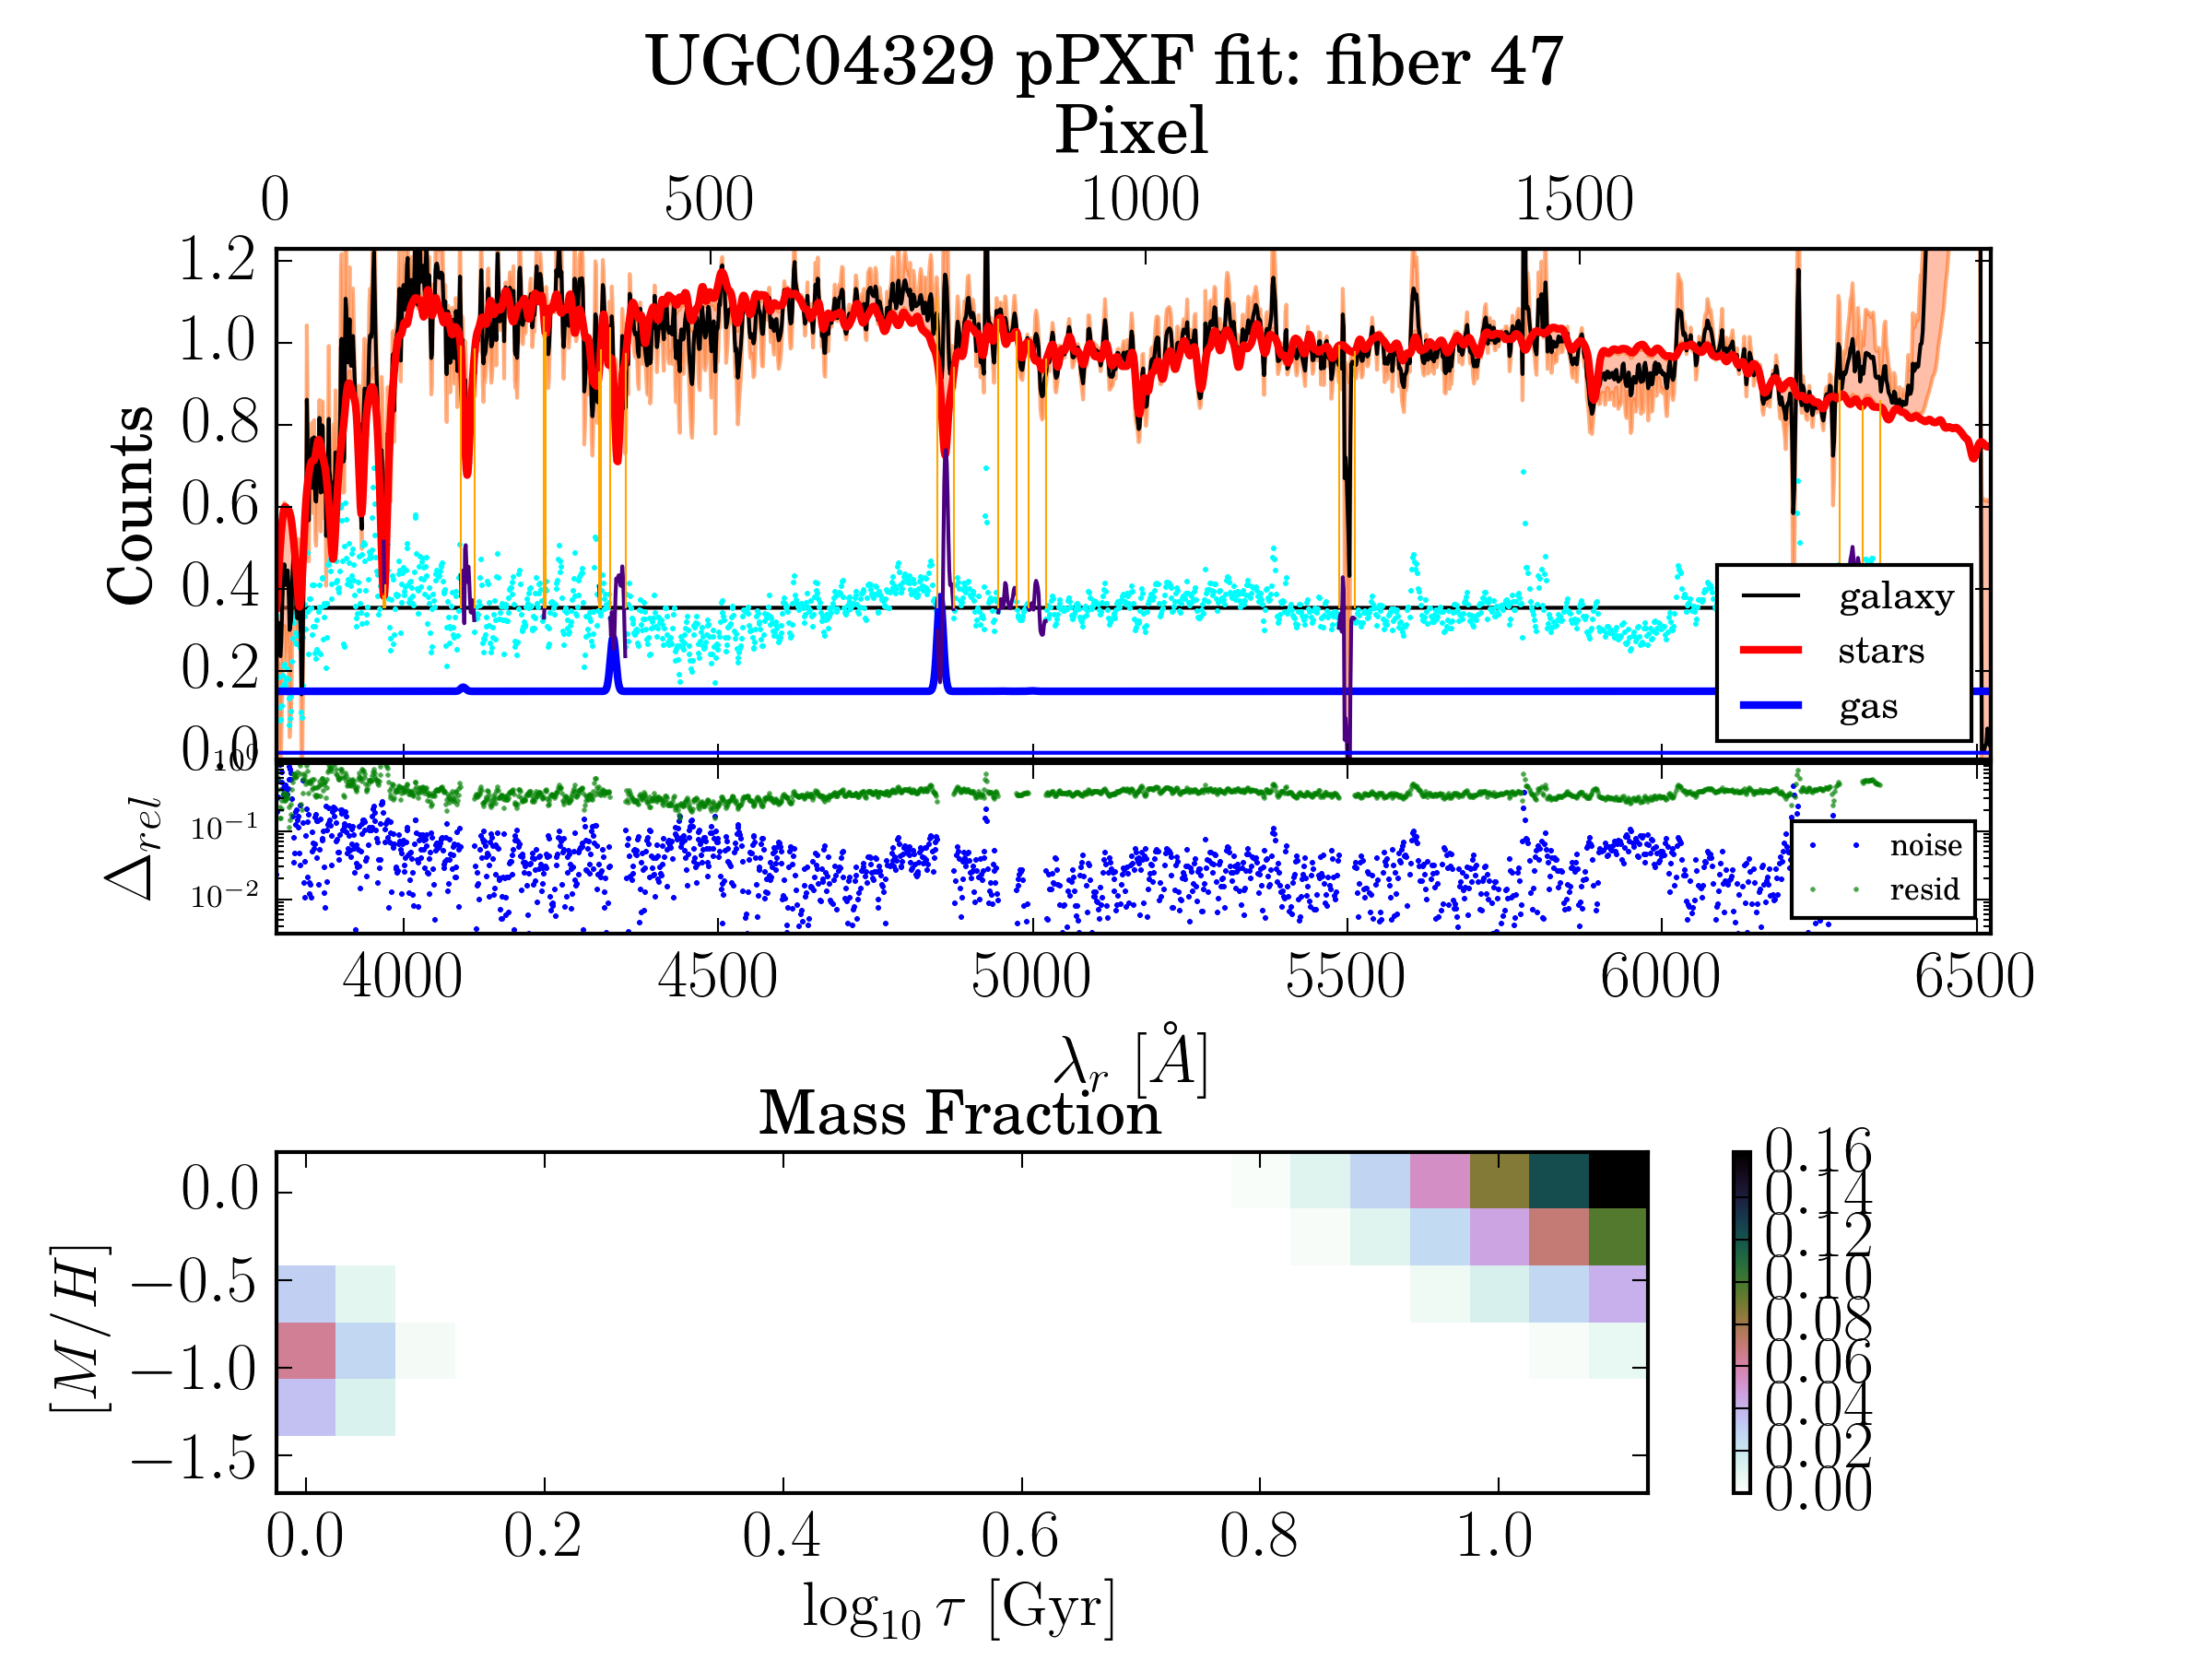 UGC04329 pPXF fit: fiber 47
Pixel
0 500 1000 1500
1.2
1.0
0.8
0.6
0.4
0.2
0.0
Counts
galaxy
stars
gas
10^0
10^-1
10^-2
Δrel
noise
resid
4000 4500 5000 5500 6000 6500
λr [Å]
Mass Fraction
0.0
−0.5
−1.0
−1.5
[M/H]
0.16
0.14
0.12
0.10
0.08
0.06
0.04
0.02
0.00
0.0 0.2 0.4 0.6 0.8 1.0
log10 τ [Gyr]